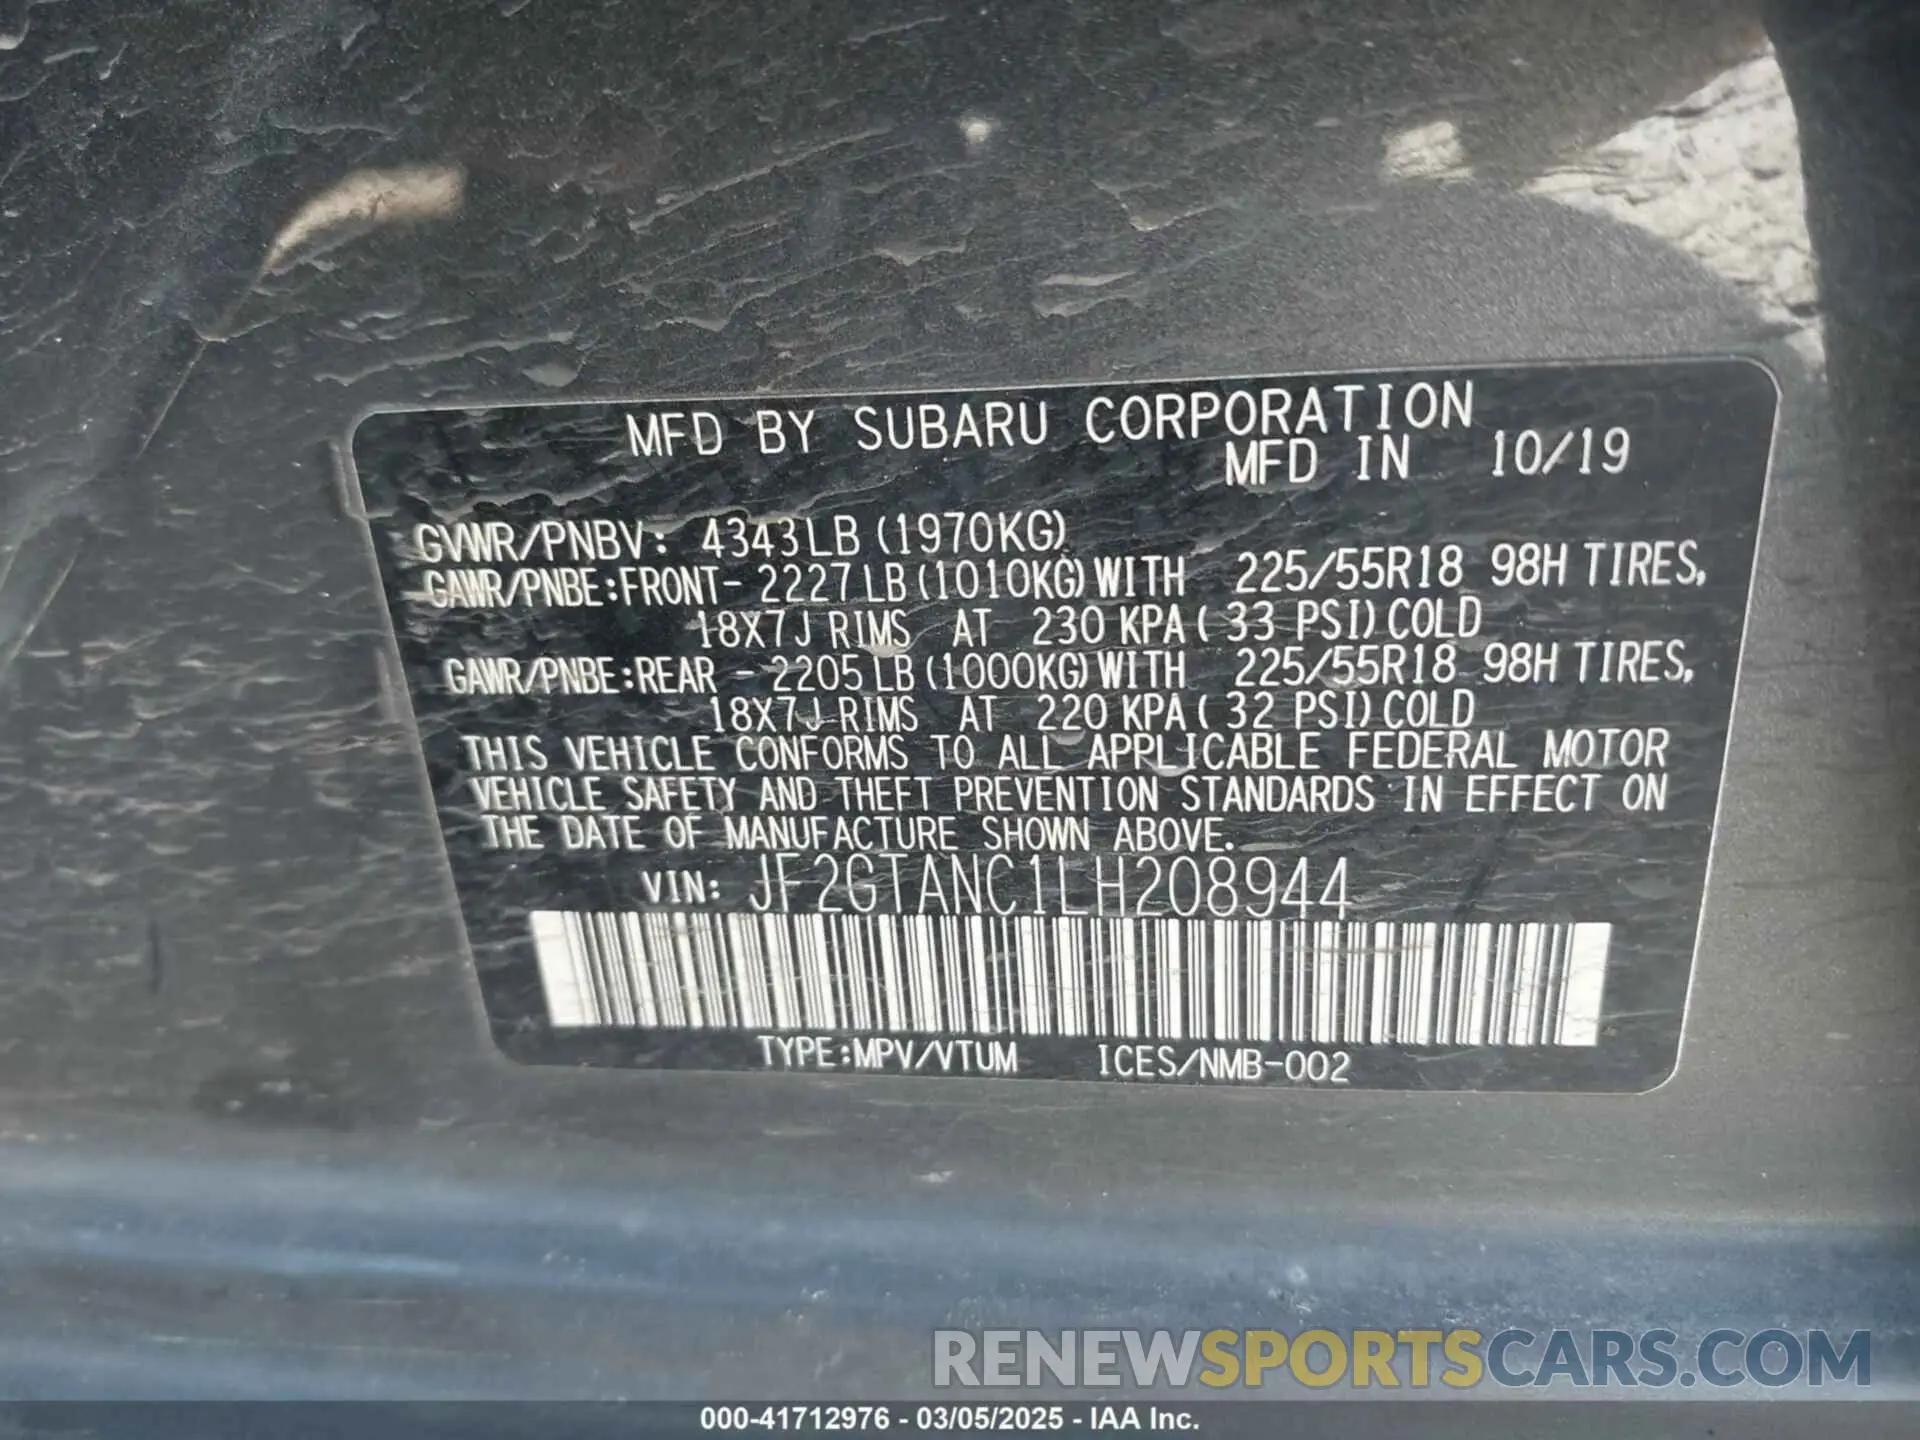 MFD BY SUBARU CORPORATION
MFD IN 10/19
GVWR/PNBV: 4343LB (1970KG)
GAWR/PNBE:FRONT- 2227LB (1010KG) WITH 225/55R18 98H TIRES,
18X7J RIMS AT 230 KPA ( 33 PSI) COLD
GAWR/PNBE:REAR - 2205LB (1000KG) WITH 225/55R18 98H TIRES,
18X7J RIMS AT 220 KPA ( 32 PSI) COLD
THIS VEHICLE CONFORMS TO ALL APPLICABLE FEDERAL MOTOR
VEHICLE SAFETY AND THEFT PREVENTION STANDARDS IN EFFECT ON
THE DATE OF MANUFACTURE SHOWN ABOVE.
VIN: JF2GTANC1LH208944
TYPE:MPV/VTUM ICES/NMB-002
RENEWSPORTSCARS.COM
000-41712976 - 03/05/2025 - IAA Inc.